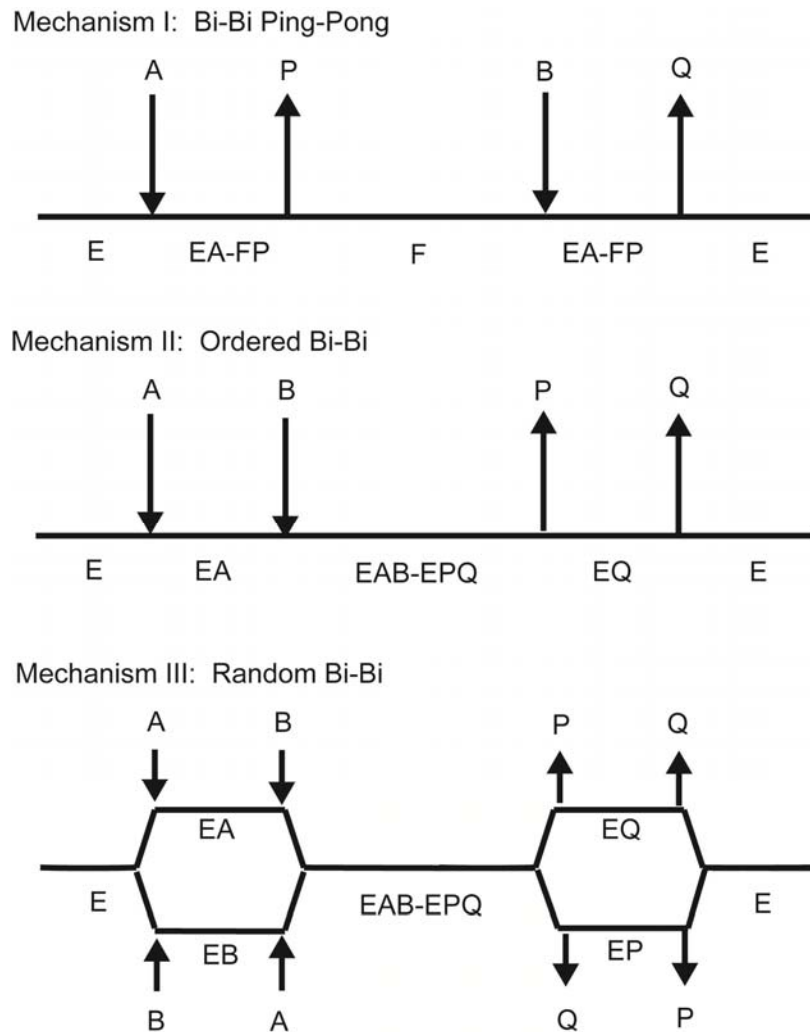 Mechanism I: Bi-Bi Ping-Pong
A P B Q
E EA-FP F EA-FP E
Mechanism II: Ordered Bi-Bi
A B P Q
E EA EAB-EPQ EQ E
Mechanism III: Random Bi-Bi
A B P Q
EA EQ
E EAB-EPQ E
EB EP
B A Q P